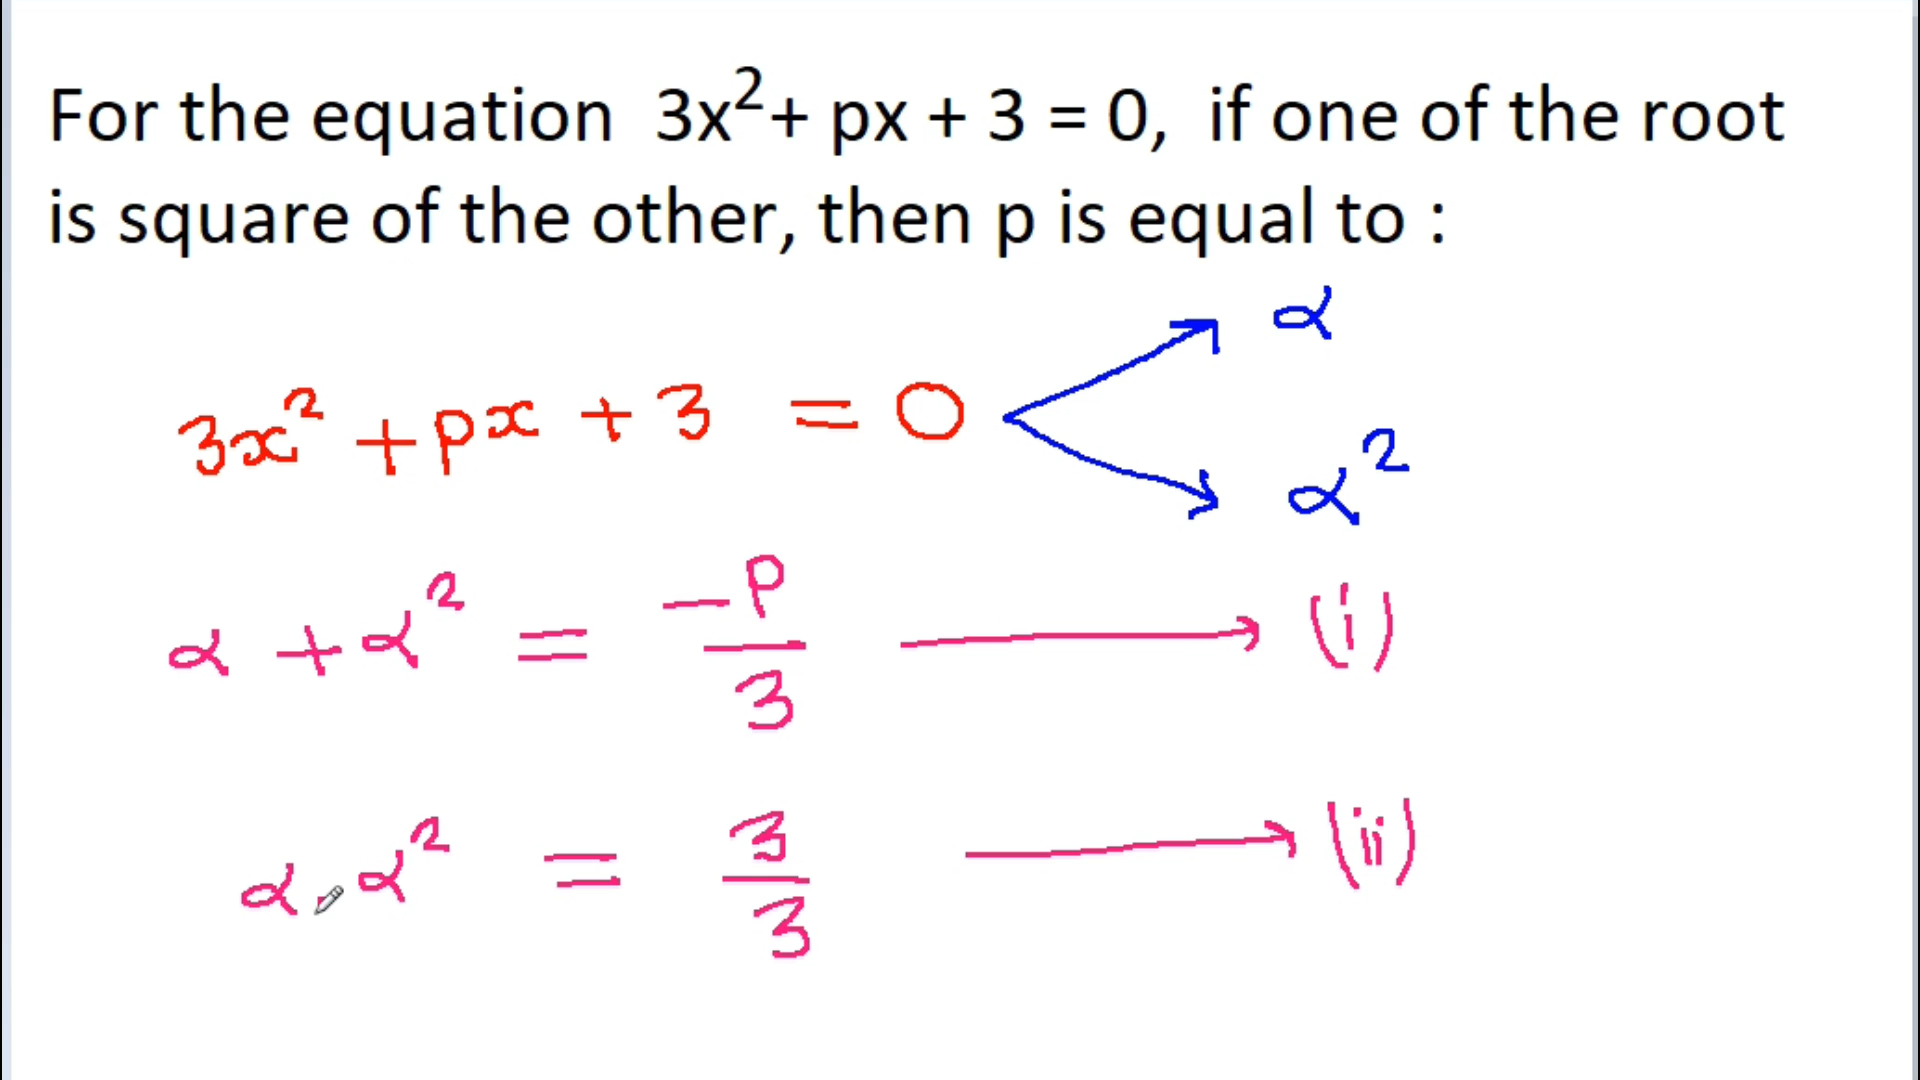 For the equation 3x²+ px + 3 = 0, if one of the root
is square of the other, then p is equal to :
α
3x² + px + 3 = 0
α²
α + α² = -p/3 (i)
α . α² = 3/3 (ii)